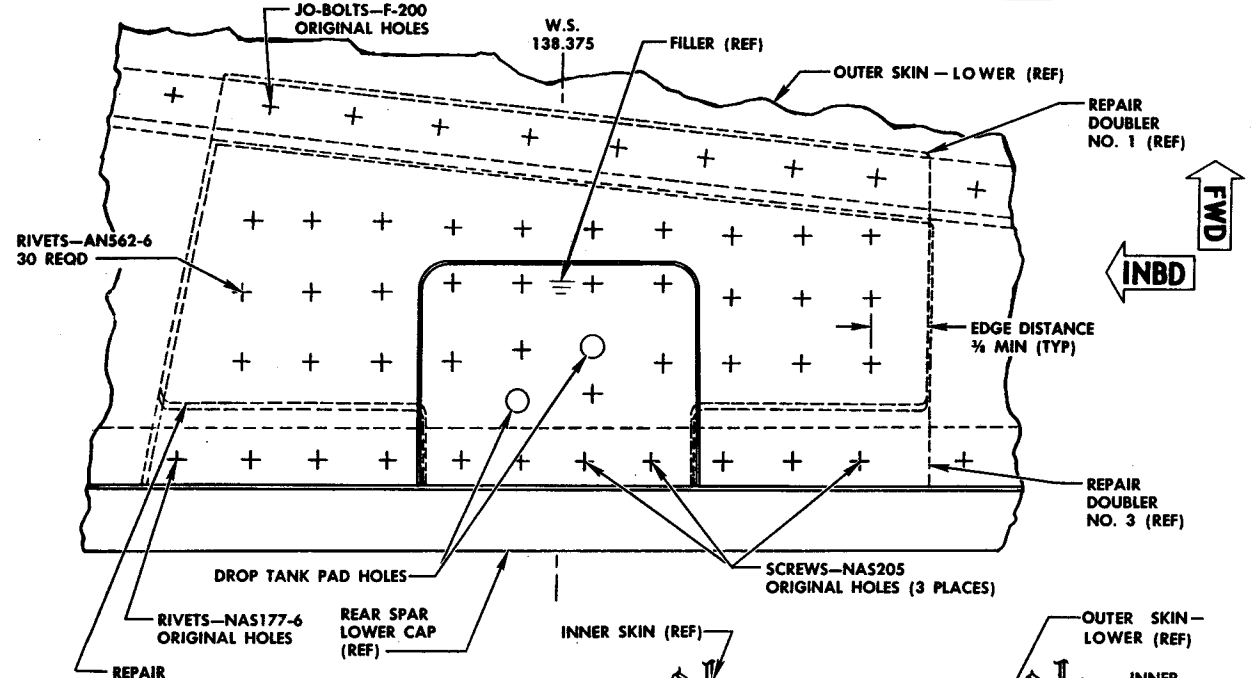 JO-BOLTS—F-200
ORIGINAL HOLES
W.S.
138.375
FILLER (REF)
OUTER SKIN—LOWER (REF)
REPAIR
DOUBLER
NO. 1 (REF)
FWD
RIVETS—AN562-6
30 REQD
INBD
EDGE DISTANCE
⅜ MIN (TYP)
REPAIR
DOUBLER
NO. 3 (REF)
DROP TANK PAD HOLES
SCREWS—NAS205
ORIGINAL HOLES (3 PLACES)
RIVETS—NAS177-6
ORIGINAL HOLES
REAR SPAR
LOWER CAP
(REF)
INNER SKIN (REF)
OUTER SKIN—
LOWER (REF)
REPAIR
INNER